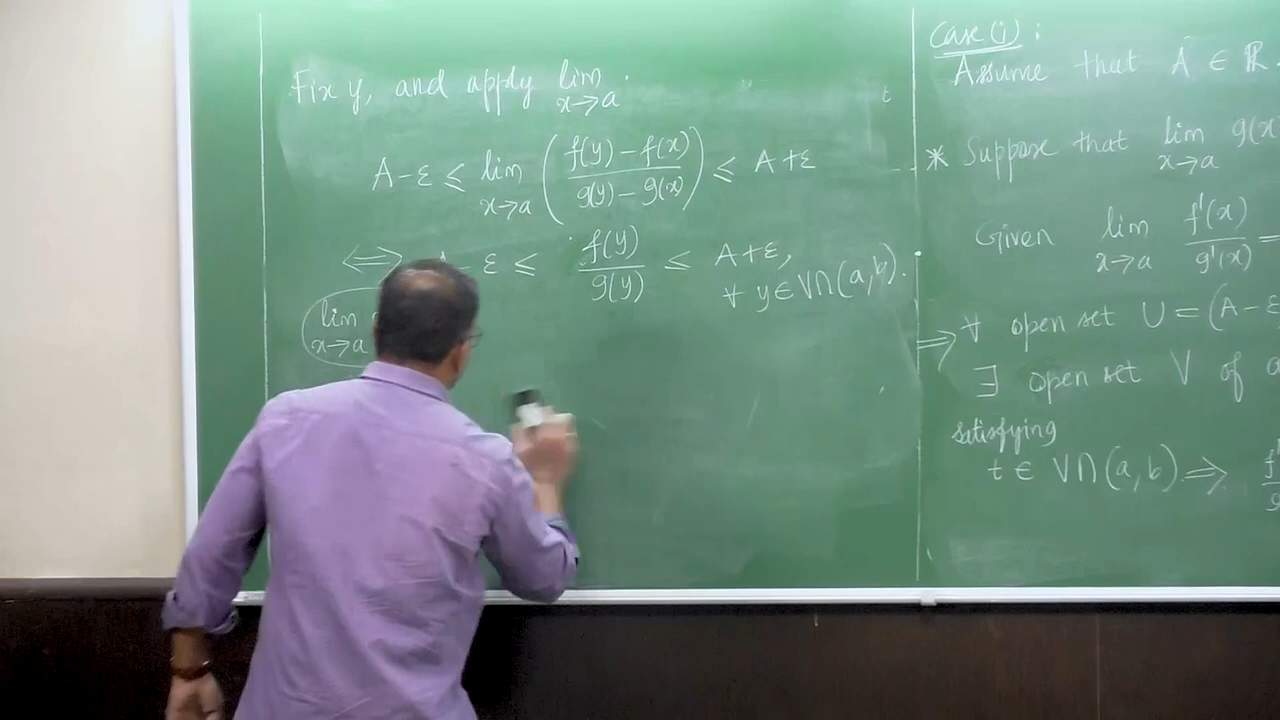 Fix y, and apply lim x→a .
A-ε ≤ lim x→a ( f(y) - f(x) / g(y) - g(x) ) ≤ A+ε
⟺ A - ε ≤ f(y) / g(y) ≤ A+ε,
∀ y ∈ V∩(a,b).
lim x→a
t
Case (i) :
Assume that A ∈ ℝ.
* Suppose that lim x→a g(x
Given lim x→a f'(x) / g'(x) =
⟹ ∀ open set U = (A-ε
∃ open set V of a
satisfying
t ∈ V∩(a,b) ⟹ f' / g